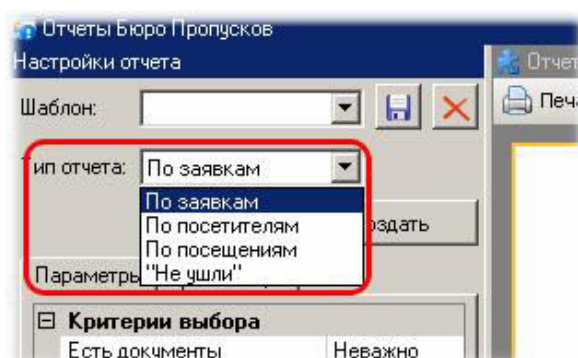 Отчеты Бюро Пропусков
Настройки отчета
Отчет
Шаблон:
Печа
Тип отчета: По заявкам
По заявкам
По посетителям
По посещениям
"Не ушли"
оздать
Параметры
Критерии выбора
Есть документы Неважно